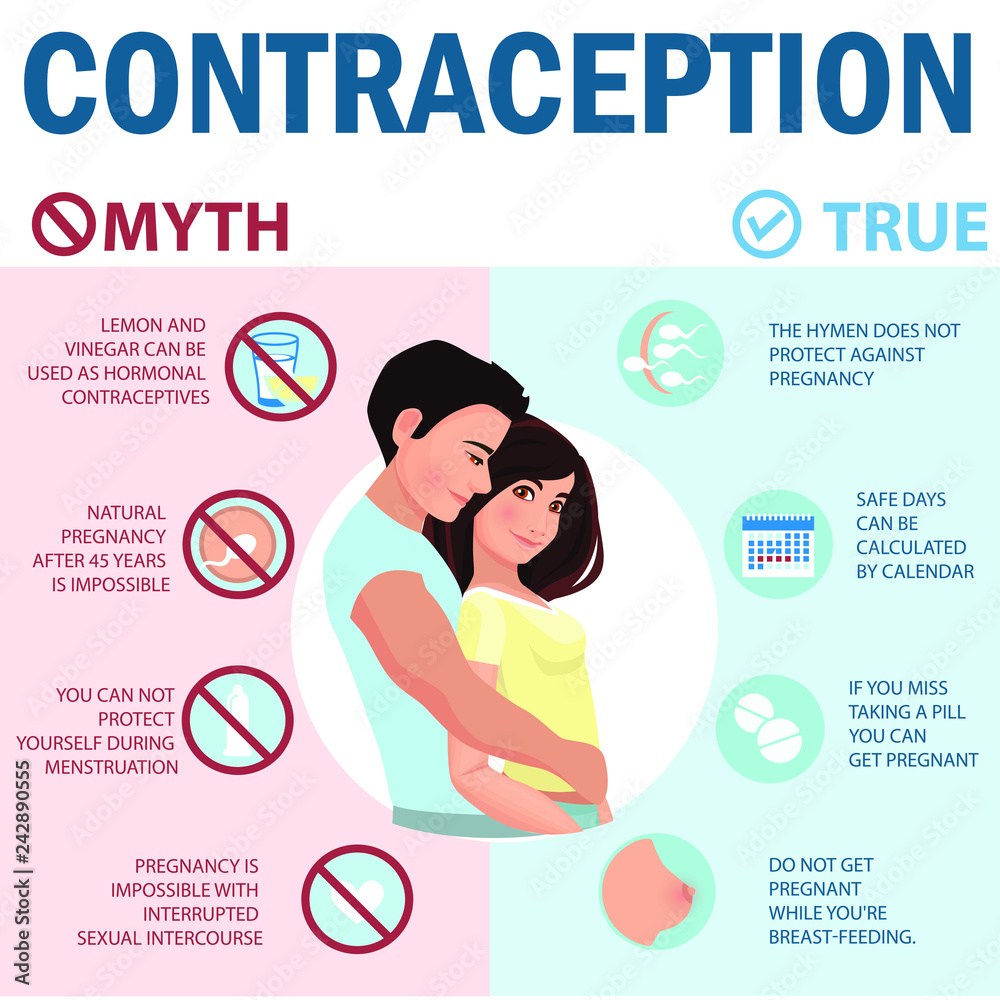 CONTRACEPTION
MYTH
TRUE
LEMON AND
VINEGAR CAN BE
USED AS HORMONAL
CONTRACEPTIVES
NATURAL
PREGNANCY
AFTER 45 YEARS
IS IMPOSSIBLE
YOU CAN NOT
PROTECT
YOURSELF DURING
MENSTRUATION
PREGNANCY IS
IMPOSSIBLE WITH
INTERRUPTED
SEXUAL INTERCOURSE
THE HYMEN DOES NOT
PROTECT AGAINST
PREGNANCY
SAFE DAYS
CAN BE
CALCULATED
BY CALENDAR
IF YOU MISS
TAKING A PILL
YOU CAN
GET PREGNANT
DO NOT GET
PREGNANT
WHILE YOU'RE
BREAST-FEEDING.
Adobe Stock | #242890555